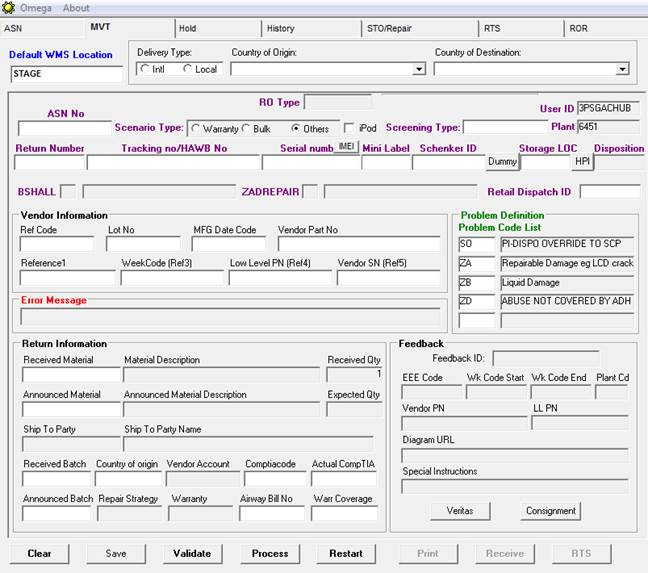 Omega About
ASN MVT Hold History STO/Repair RTS ROR
Default WMS Location
STAGE
Delivery Type: Country of Origin: Country of Destination:
Intl Local
RO Type
ASN No
User ID 3PSGACHUB
Scenario Type: Warranty Bulk Others iPod Screening Type: Plant 6451
Return Number Tracking no/HAWB No Serial numb IMEI Mini Label Schenker ID Storage LOC Disposition
Dummy HPI
BSHALL ZADREPAIR Retail Dispatch ID
Vendor Information
Ref Code Lot No MFG Date Code Vendor Part No
Reference1 WeekCode (Ref3) Low Level PN (Ref4) Vendor SN (Ref5)
Problem Definition
Problem Code List
SO PI-DISPO OVERRIDE TO SCP
ZA Repairable Damage eg LCD crack
ZB Liquid Damage
ZD ABUSE NOT COVERED BY ADH
Error Message
Return Information
Received Material Material Description Received Qty
1
Announced Material Announced Material Description Expected Qty
Ship To Party Ship To Party Name
Received Batch Country of origin Vendor Account Comptiacode Actual CompTIA
Announced Batch Repair Strategy Warranty Airway Bill No Warr Coverage
Feedback
Feedback ID:
EEE Code Wk Code Start Wk Code End Plant Cd
Vendor PN LL PN
Diagram URL
Special Instructions
Veritas Consignment
Clear Save Validate Process Restart Print Receive RTS